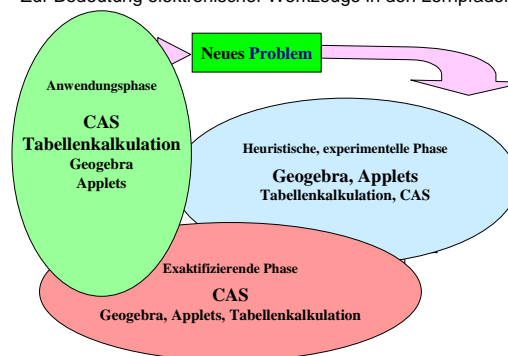 Zur Bedeutung elektronischer Werkzeuge in den Lernpfaden
Neues Problem
Anwendungsphase
CAS
Tabellenkalkulation
Geogebra
Applets
Heuristische, experimentelle Phase
Geogebra, Applets
Tabellenkalkulation, CAS
Exaktifizierende Phase
CAS
Geogebra, Applets, Tabellenkalkulation